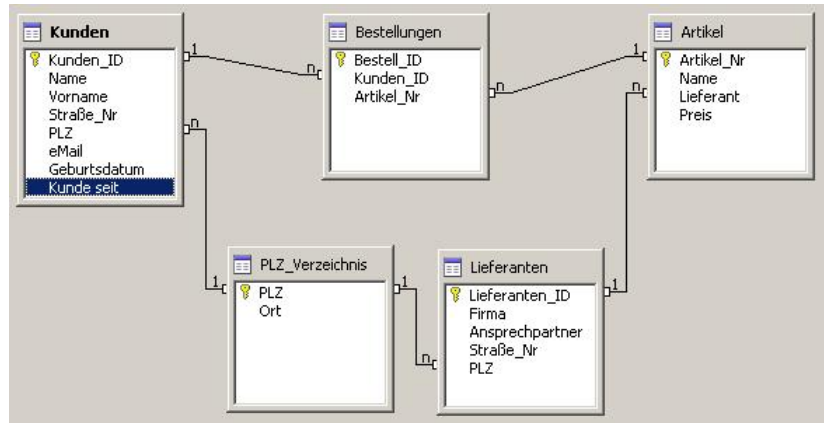 Kunden
Kunden_ID
Name
Vorname
Straße_Nr
PLZ
eMail
Geburtsdatum
Kunde seit
1
n
n
Bestellungen
Bestell_ID
Kunden_ID
Artikel_Nr
n
1
n
Artikel
Artikel_Nr
Name
Lieferant
Preis
1
PLZ_Verzeichnis
PLZ
Ort
1
n
Lieferanten
Lieferanten_ID
Firma
Ansprechpartner
Straße_Nr
PLZ
1